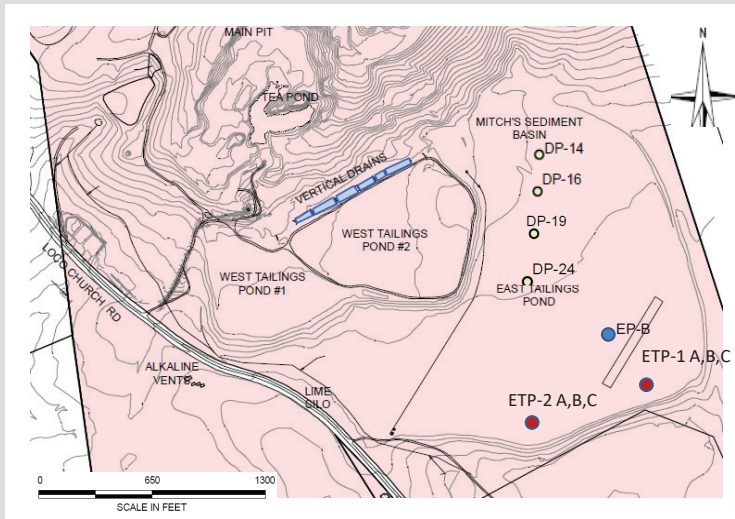 MAIN PIT
N
TEA POND
MITCH'S SEDIMENT
BASIN
DP-14
VERTICAL DRAINS
DP-16
DP-19
WEST TAILINGS
POND #2
WEST TAILINGS
POND #1
DP-24
EAST TAILINGS
POND
LOCO CHURCH RD
EP-B
ALKALINE
VENTS
ETP-1 A,B,C
LIME
SILO
ETP-2 A,B,C
0 650 1300
SCALE IN FEET